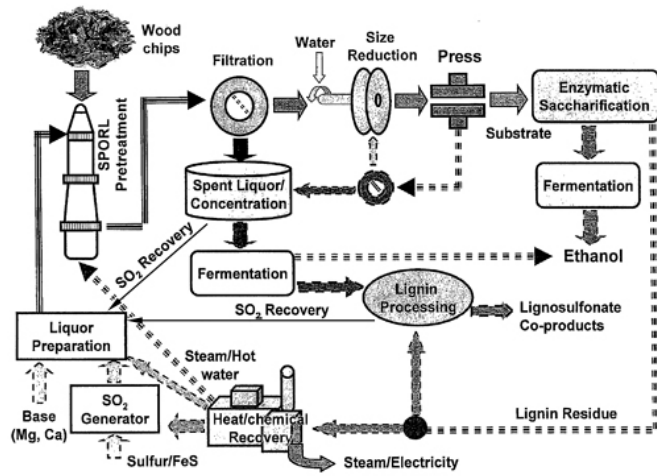 Wood
chips
Filtration
Water
Size
Reduction
Press
Enzymatic
Saccharification
Substrate
SPORL
Pretreatment
Spent Liquor/
Concentration
Fermentation
Ethanol
SO2 Recovery
Fermentation
Lignin
Processing
SO2 Recovery
Lignosulfonate
Co-products
Liquor
Preparation
Steam/Hot
water
SO2
Generator
Heat/chemical
Recovery
Base
(Mg, Ca)
Sulfur/FeS
Lignin Residue
Steam/Electricity